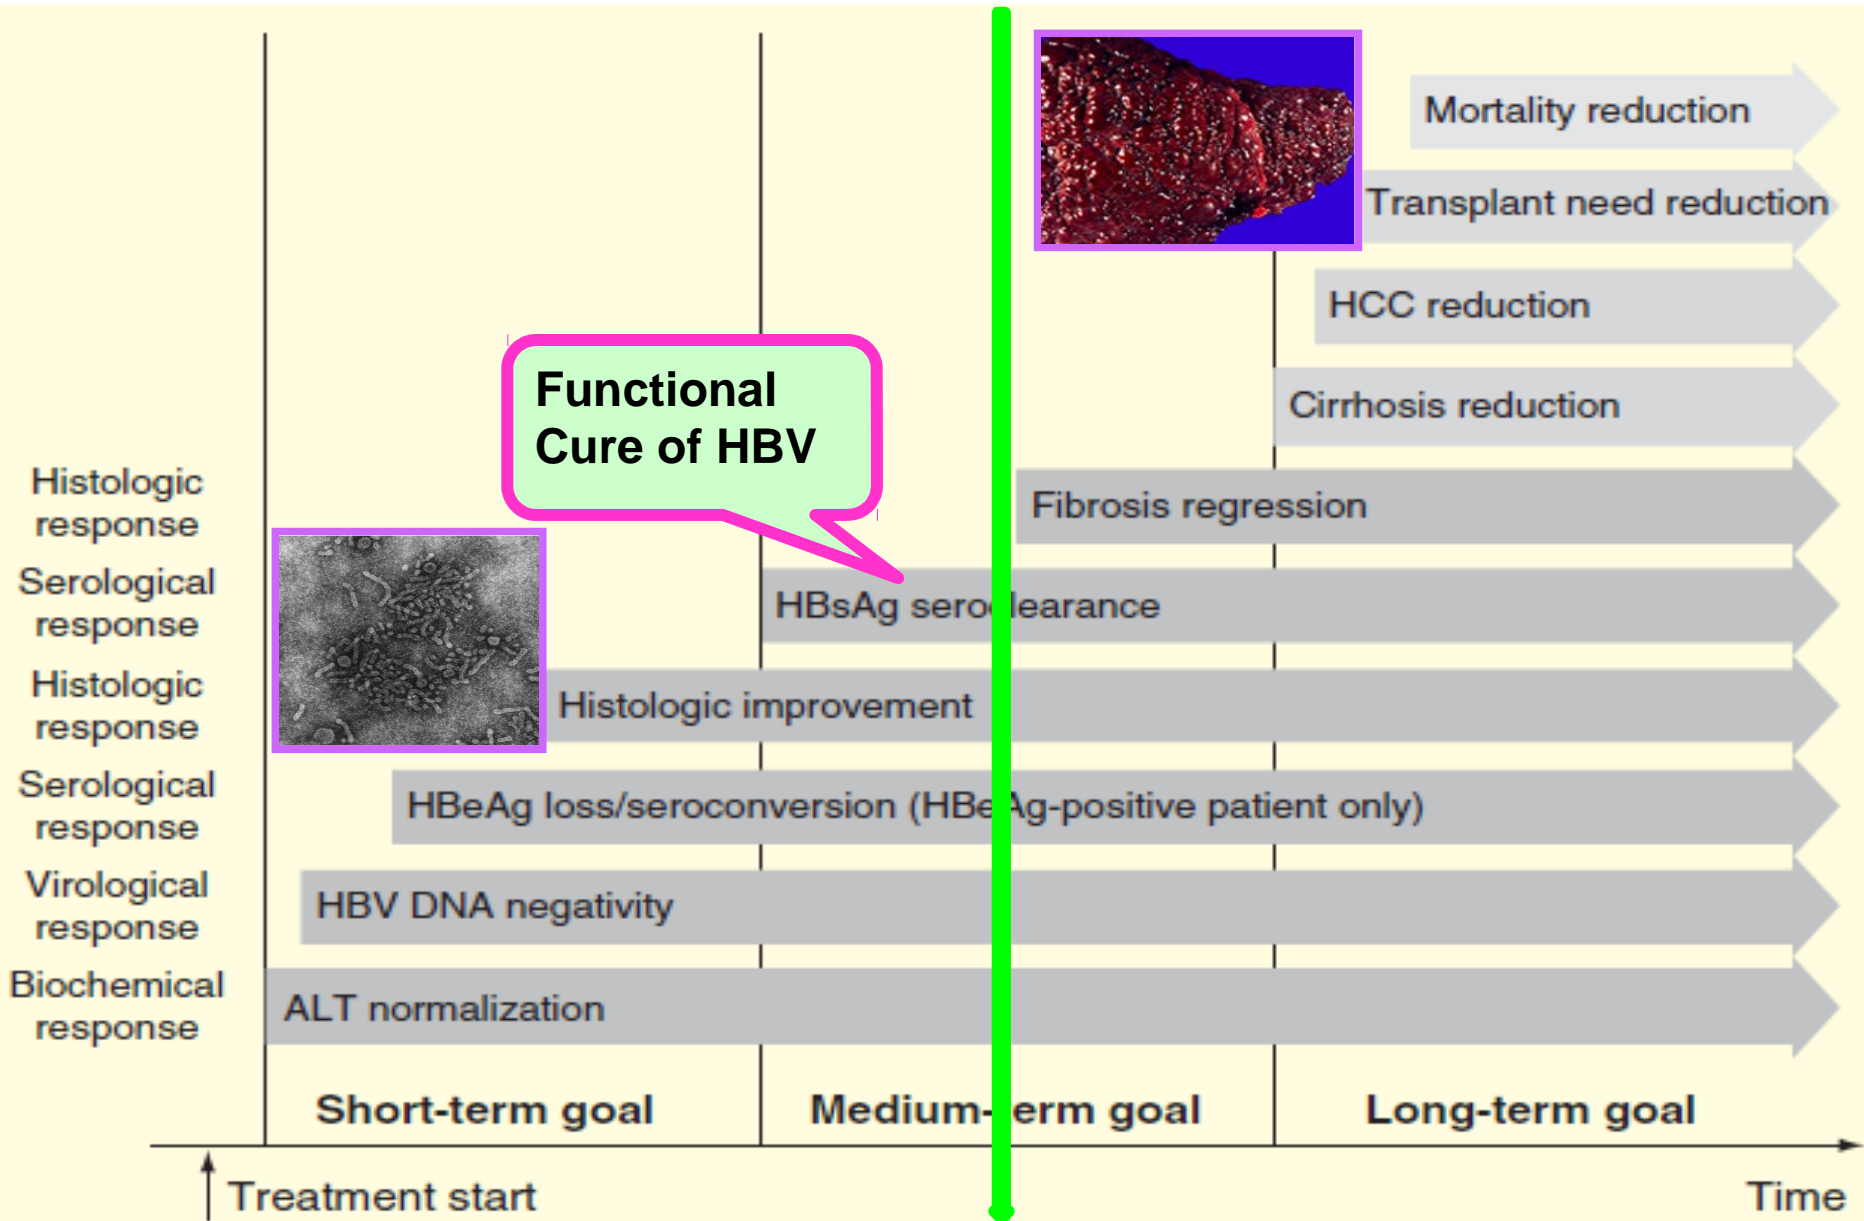 Mortality reduction
Transplant need reduction
HCC reduction
Functional
Cure of HBV
Cirrhosis reduction
Histologic
response
Fibrosis regression
Serological
response
HBsAg seroclearance
Histologic
response
Histologic improvement
Serological
response
HBeAg loss/seroconversion (HBeAg-positive patient only)
Virological
response
HBV DNA negativity
Biochemical
response
ALT normalization
Short-term goal
Medium-term goal
Long-term goal
Treatment start
Time